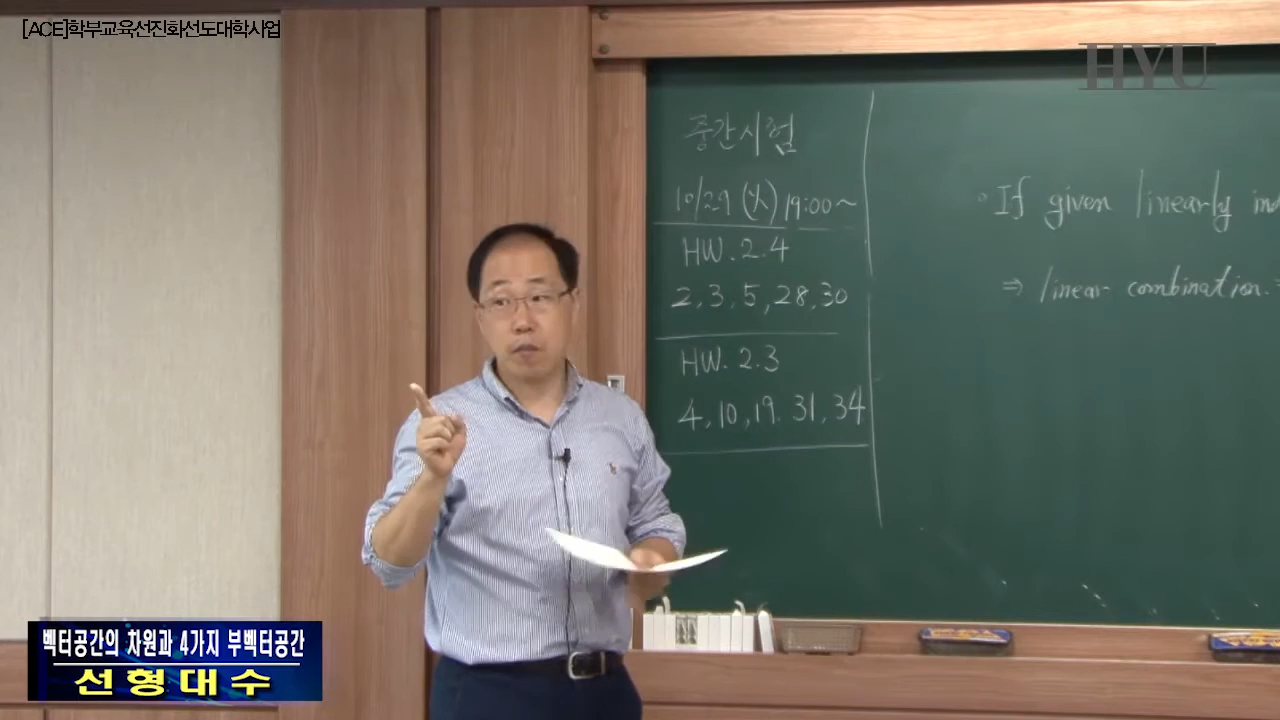 [ACE]학부교육선진화선도대학사업
HYU
중간시험
10/29 (火) 19:00~
HW. 2.4
2, 3, 5, 28, 30
HW. 2.3
4, 10, 19. 31, 34
• If given linearly ind
⇒ linear combination.
벡터공간의 차원과 4가지 부벡터공간
선형대수